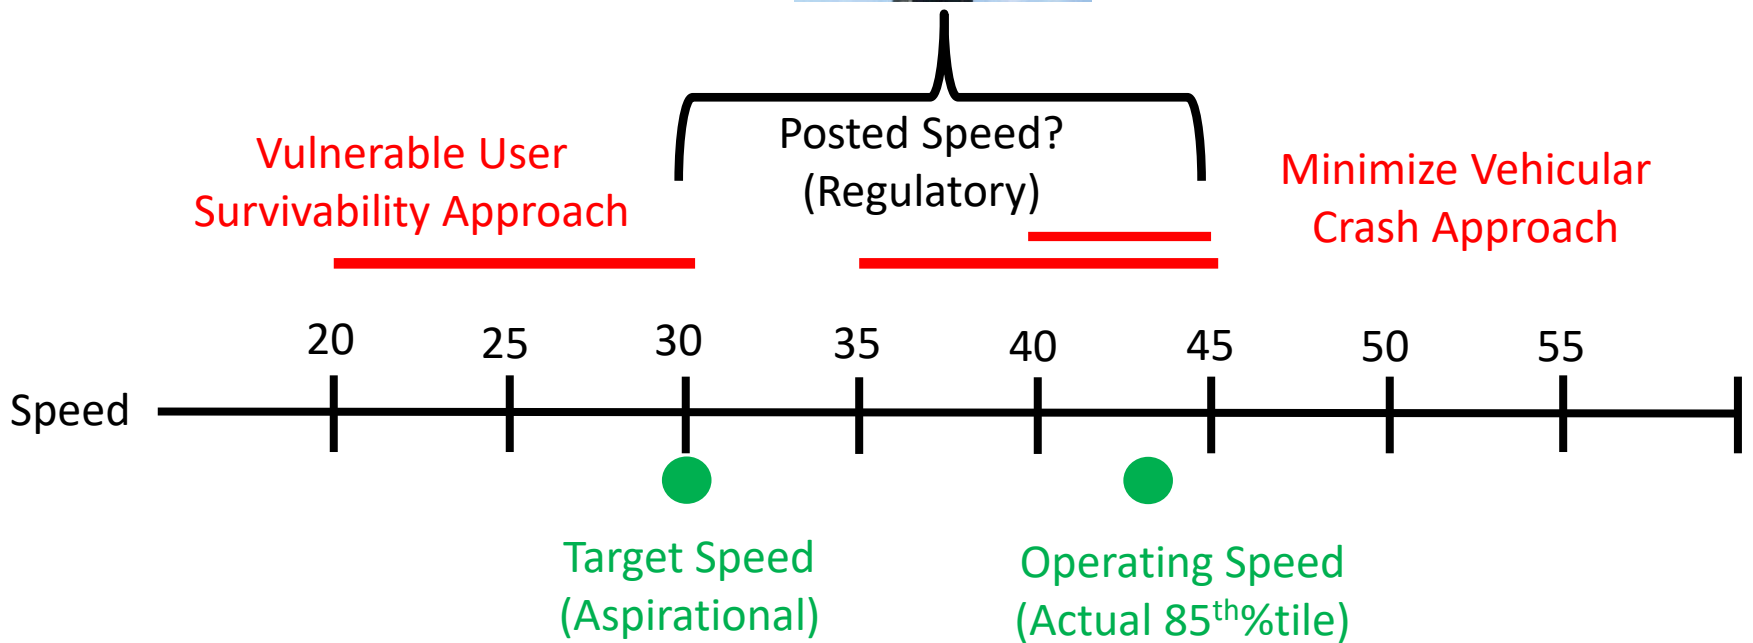 Posted Speed?
(Regulatory)
Vulnerable User
Survivability Approach
Minimize Vehicular
Crash Approach
20 25 30 35 40 45 50 55
Speed
Target Speed
(Aspirational)
Operating Speed
(Actual 85th%tile)